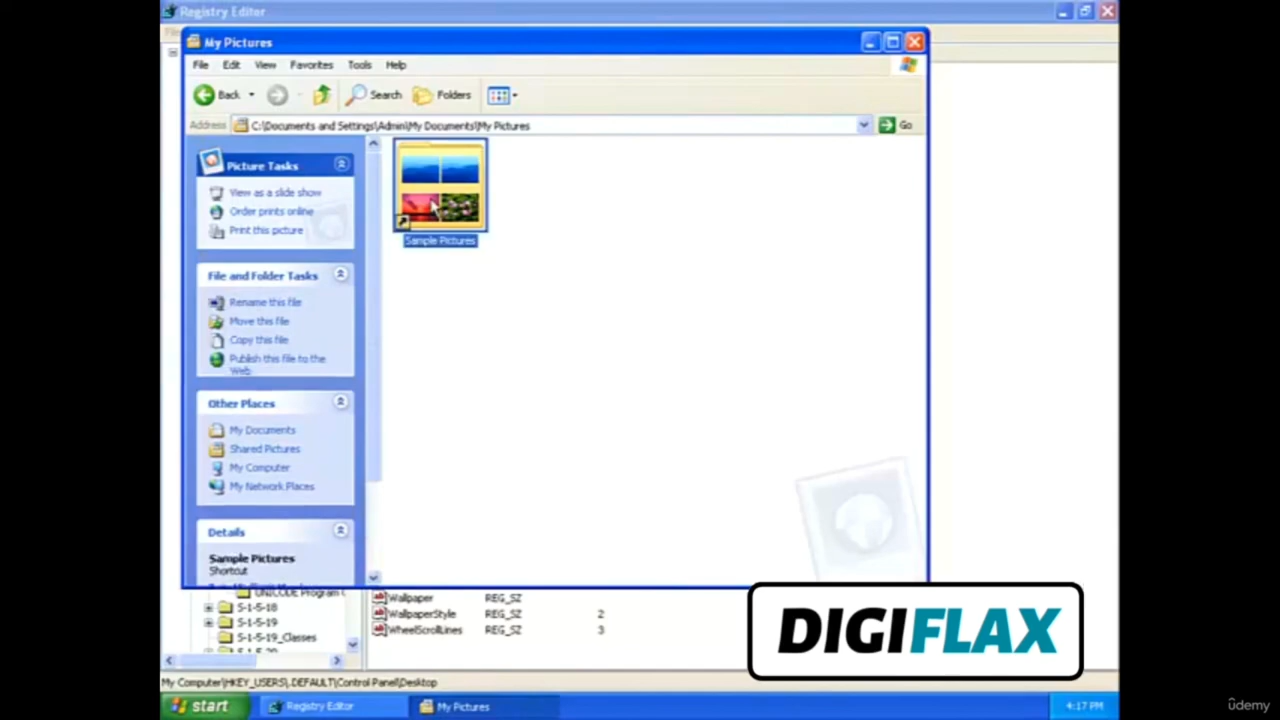 Registry Editor
My Pictures
File Edit View Favorites Tools Help
Back Search Folders
Address C:\Documents and Settings\Admin\My Documents\My Pictures Go
Picture Tasks
View as a slide show
Order prints online
Print this picture
Sample Pictures
File and Folder Tasks
Rename this file
Move this file
Copy this file
Publish this file to the
Web
Other Places
My Documents
Shared Pictures
My Computer
My Network Places
Details
Sample Pictures
Shortcut
UNICODE Program
S-1-5-18
S-1-5-19
S-1-5-19_Classes
Wallpaper REG_SZ
WallpaperStyle REG_SZ 2
WheelScrollLines REG_SZ 3
DIGIFLAX
My Computer\HKEY_USERS\.DEFAULT\Control Panel\Desktop
start Registry Editor My Pictures 4:17 PM
ûdemy